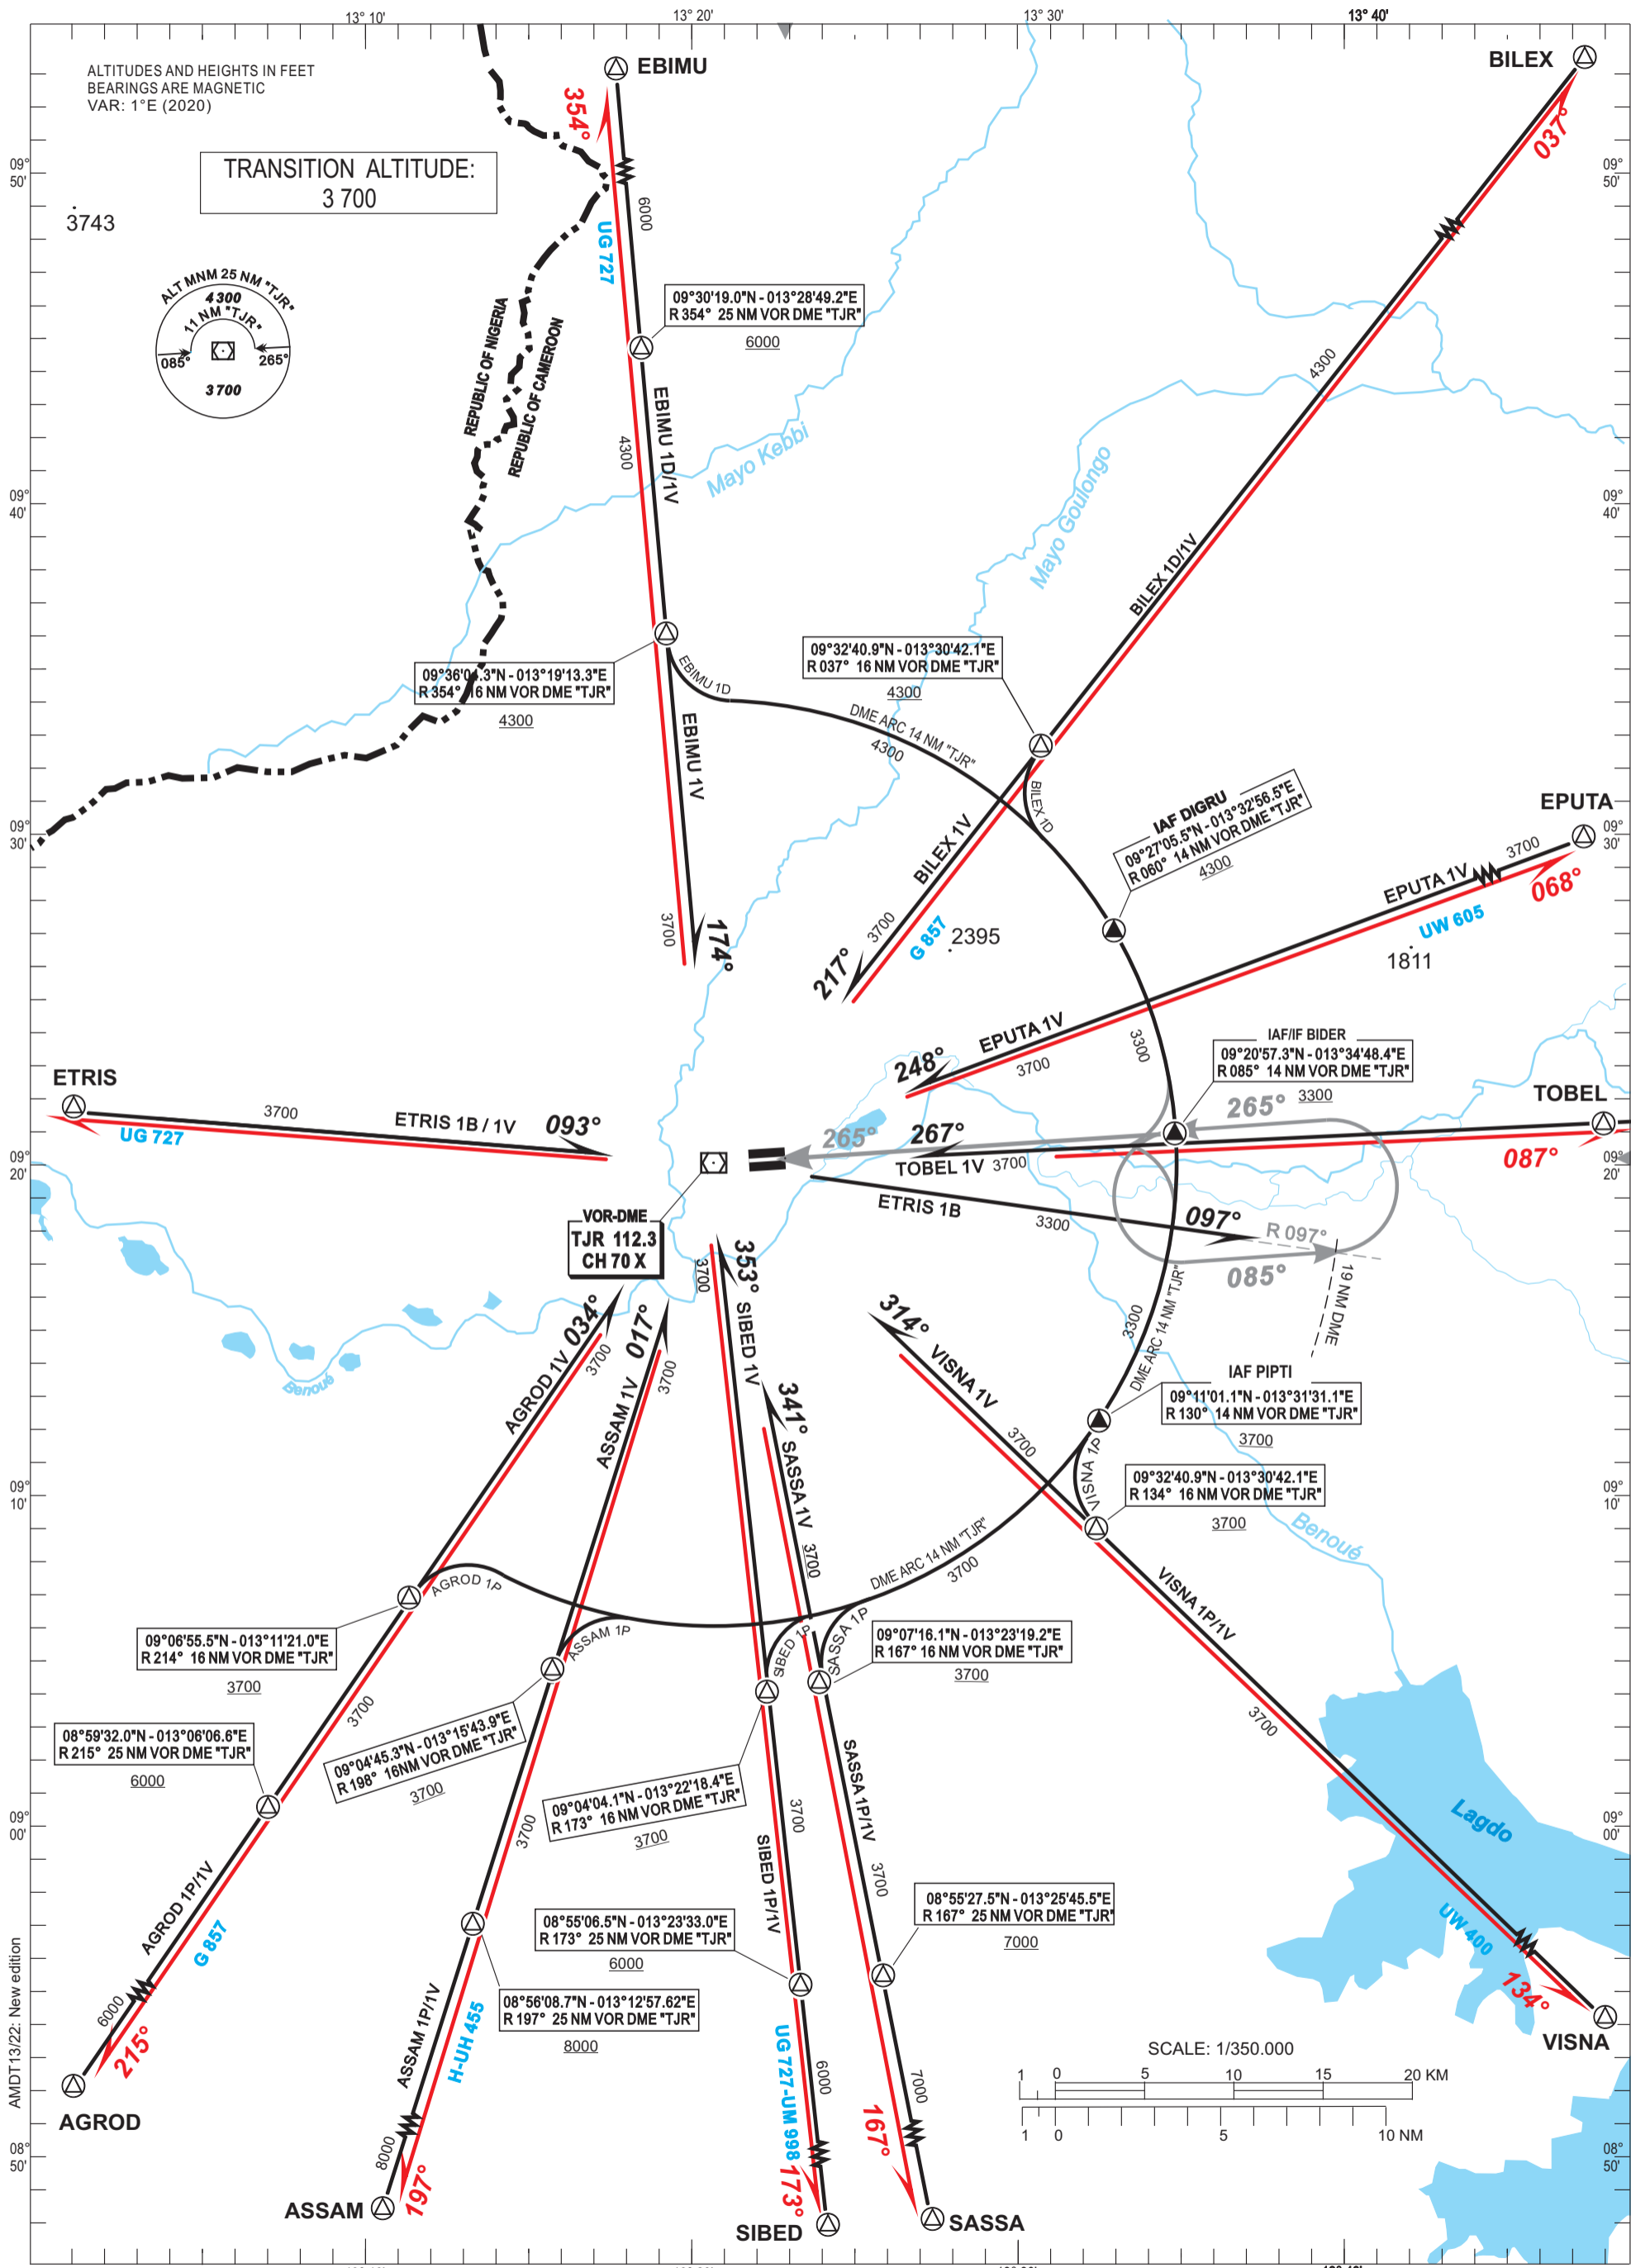 13° 10'
13° 20'
13° 30'
13° 40'
ALTITUDES AND HEIGHTS IN FEET
BEARINGS ARE MAGNETIC
VAR: 1°E (2020)
TRANSITION ALTITUDE:
3 700
3743
ALT MNM 25 NM "TJR"
4 300
11 NM "TJR"
085°
265°
3 700
EBIMU
354°
6000
UG 727
REPUBLIC OF NIGERIA
REPUBLIC OF CAMEROON
09°30'19.0"N - 013°28'49.2"E
R 354° 25 NM VOR DME "TJR"
6000
EBIMU 1D/1V
4300
Mayo Kebbi
Mayo Goulongo
BILEX
037°
4300
BILEX 1D/1V
09°
50'
09°
50'
09°
40'
09°
40'
R 354° 16 NM VOR DME "TJR"
4300
EBIMU 1D
EBIMU 1V
3700
174°
DME ARC 14 NM "TJR"
4300
09°32'40.9"N - 013°30'42.1"E
R 037° 16 NM VOR DME "TJR"
4300
BILEX 1D
BILEX 1V
3700
217°
G 857
2395
IAF DIGRU
09°27'05.5"N - 013°32'56.5"E
R 060° 14 NM VOR DME "TJR"
4300
09°
30'
09°
30'
EPUTA
3700
EPUTA 1V
068°
UW 605
1811
EPUTA 1V
248°
3700
3300
IAF/IF BIDER
09°20'57.3"N - 013°34'48.4"E
R 085° 14 NM VOR DME "TJR"
3300
ETRIS
3700
ETRIS 1B / 1V
093°
UG 727
265°
267°
265°
TOBEL
TOBEL 1V
3700
087°
09°
20'
09°
20'
ETRIS 1B
3300
097°
R 097°
085°
19 NM DME
VOR-DME
TJR 112.3
CH 70 X
Benoué
AGROD 1V
034°
3700
ASSAM 1V
017°
3700
3700
353°
SIBED 1V
341°
SASSA 1V
3700
314°
VISNA 1V
3700
3300
DME ARC 14 NM "TJR"
IAF PIPTI
09°11'01.1"N - 013°31'31.1"E
R 130° 14 NM VOR DME "TJR"
3700
VISNA 1P
09°32'40.9"N - 013°30'42.1"E
R 134° 16 NM VOR DME "TJR"
3700
Benoué
09°
10'
09°
10'
DME ARC 14 NM "TJR"
3700
AGROD 1P
ASSAM 1P
SIBED 1P
SASSA 1P
09°06'55.5"N - 013°11'21.0"E
R 214° 16 NM VOR DME "TJR"
3700
09°07'16.1"N - 013°23'19.2"E
R 167° 16 NM VOR DME "TJR"
3700
08°59'32.0"N - 013°06'06.6"E
R 215° 25 NM VOR DME "TJR"
6000
3700
09°04'45.3"N - 013°15'43.9"E
R 198° 16NM VOR DME "TJR"
3700
09°04'04.1"N - 013°22'18.4"E
R 173° 16 NM VOR DME "TJR"
3700
3700
3700
SASSA 1P/1V
3700
SIBED 1P/1V
VISNA 1P/1V
3700
Lagdo
09°
00'
09°
00'
AGROD 1P/1V
G 857
6000
215°
AGROD
08°55'06.5"N - 013°23'33.0"E
R 173° 25 NM VOR DME "TJR"
6000
08°55'27.5"N - 013°25'45.5"E
R 167° 25 NM VOR DME "TJR"
7000
08°56'08.7"N - 013°12'57.62"E
R 197° 25 NM VOR DME "TJR"
8000
ASSAM 1P/1V
H-UH 455
8000
197°
ASSAM
UG 727-UM 998
6000
173°
SIBED
7000
167°
SASSA
UW 400
134°
VISNA
SCALE: 1/350.000
1 0 5 10 15 20 KM
1 0 5 10 NM
08°
50'
08°
50'
AMDT13/22: New edition